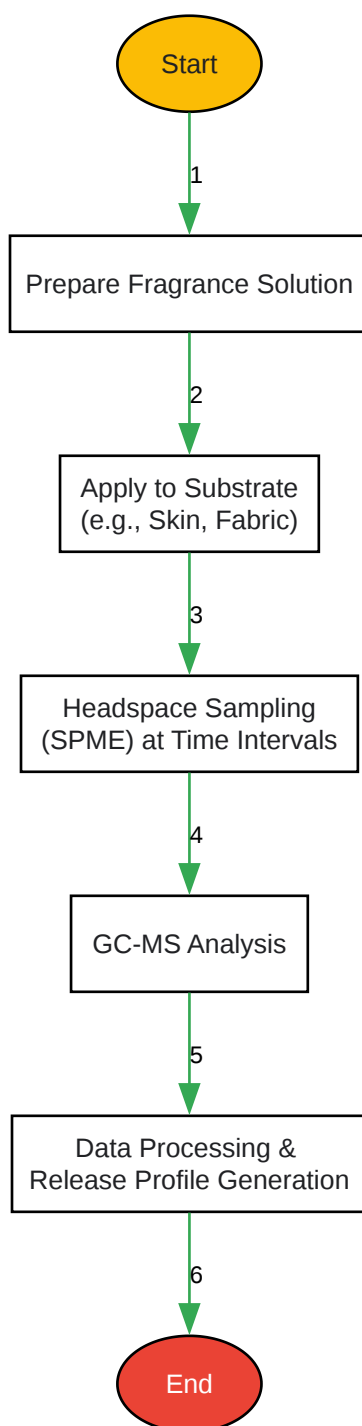 Start
1
Prepare Fragrance Solution
2
Apply to Substrate
(e.g., Skin, Fabric)
3
Headspace Sampling
(SPME) at Time Intervals
4
GC-MS Analysis
5
Data Processing &
Release Profile Generation
6
End